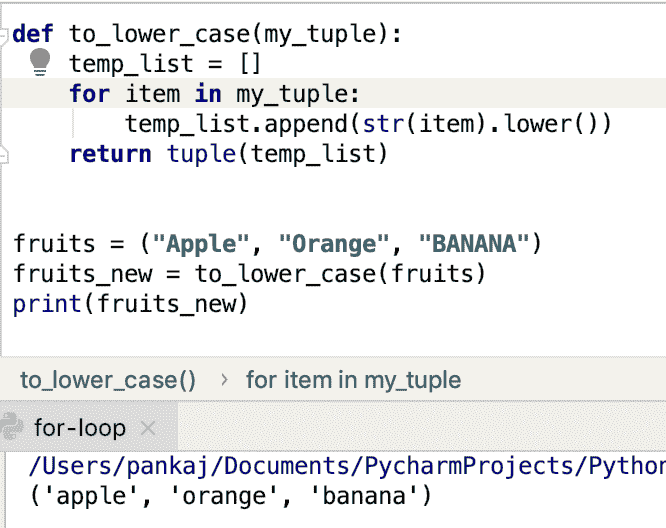 def to_lower_case(my_tuple):
    temp_list = []
    for item in my_tuple:
        temp_list.append(str(item).lower())
    return tuple(temp_list)
fruits = ("Apple", "Orange", "BANANA")
fruits_new = to_lower_case(fruits)
print(fruits_new)
to_lower_case() › for item in my_tuple
for-loop ×
/Users/pankaj/Documents/PycharmProjects/Python
('apple', 'orange', 'banana')